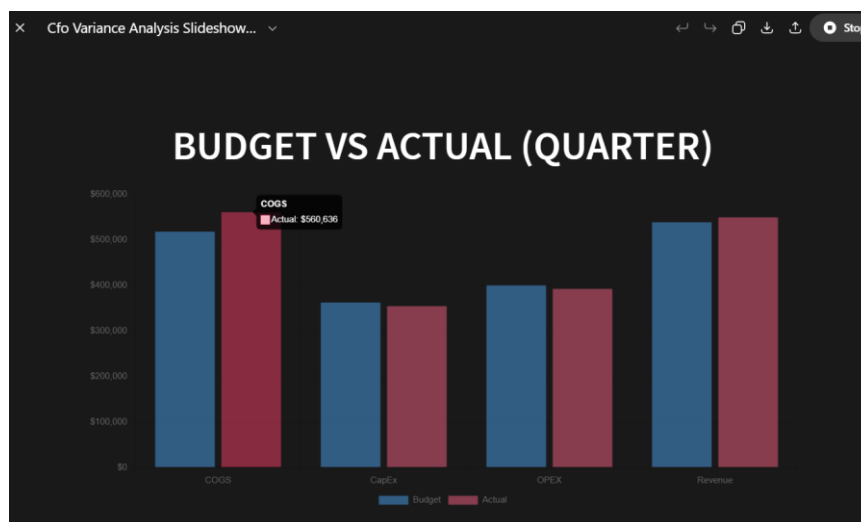 Cfo Variance Analysis Slideshow...
Sto
BUDGET VS ACTUAL (QUARTER)
$600,000
$500,000
$400,000
$300,000
$200,000
$100,000
$0
COGS
Actual: $560,636
COGS
CapEx
OPEX
Revenue
Budget
Actual